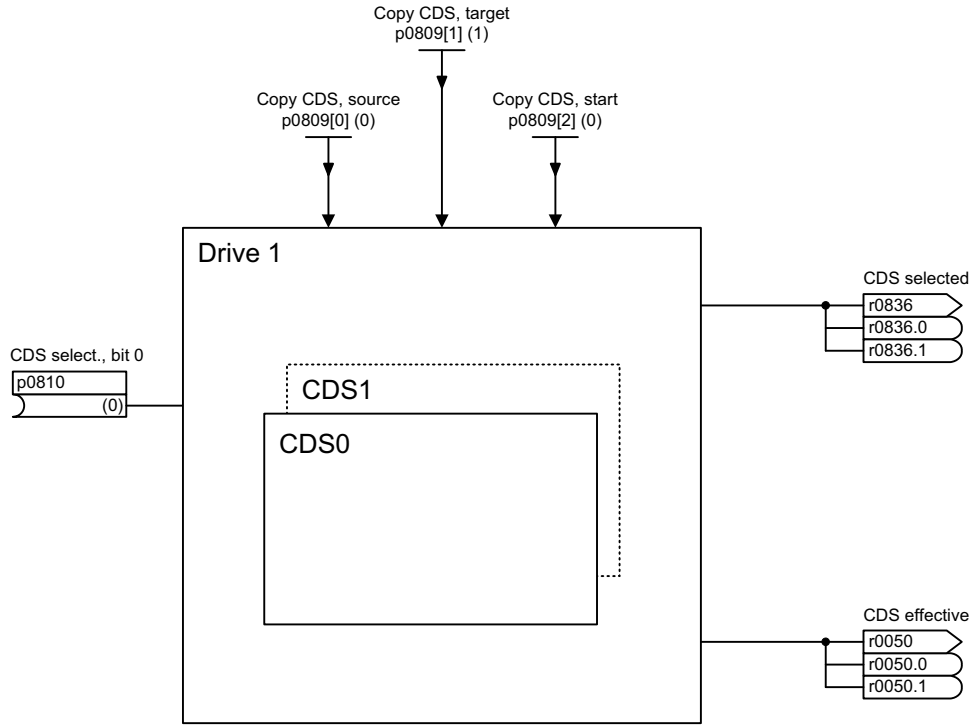 Copy CDS, target
p0809[1] (1)
Copy CDS, source
p0809[0] (0)
Copy CDS, start
p0809[2] (0)
Drive 1
CDS selected
r0836
r0836.0
r0836.1
CDS select., bit 0
p0810
(0)
CDS1
CDS0
CDS effective
r0050
r0050.0
r0050.1